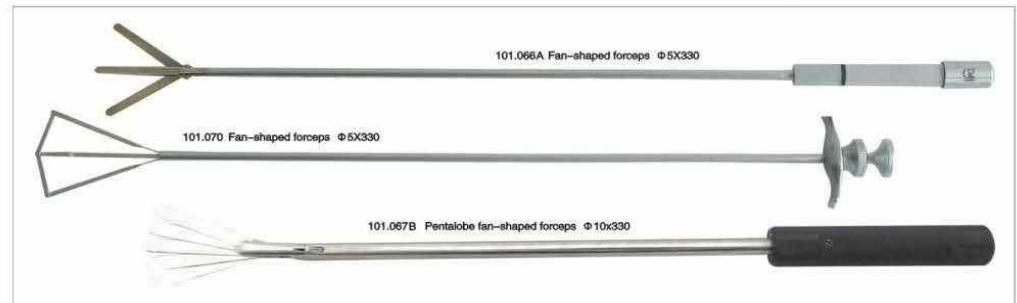 101.066A Fan-shaped forceps Φ5X330
101.070 Fan-shaped forceps Φ5X330
101.067B Pentalobe fan-shaped forceps Φ10x330